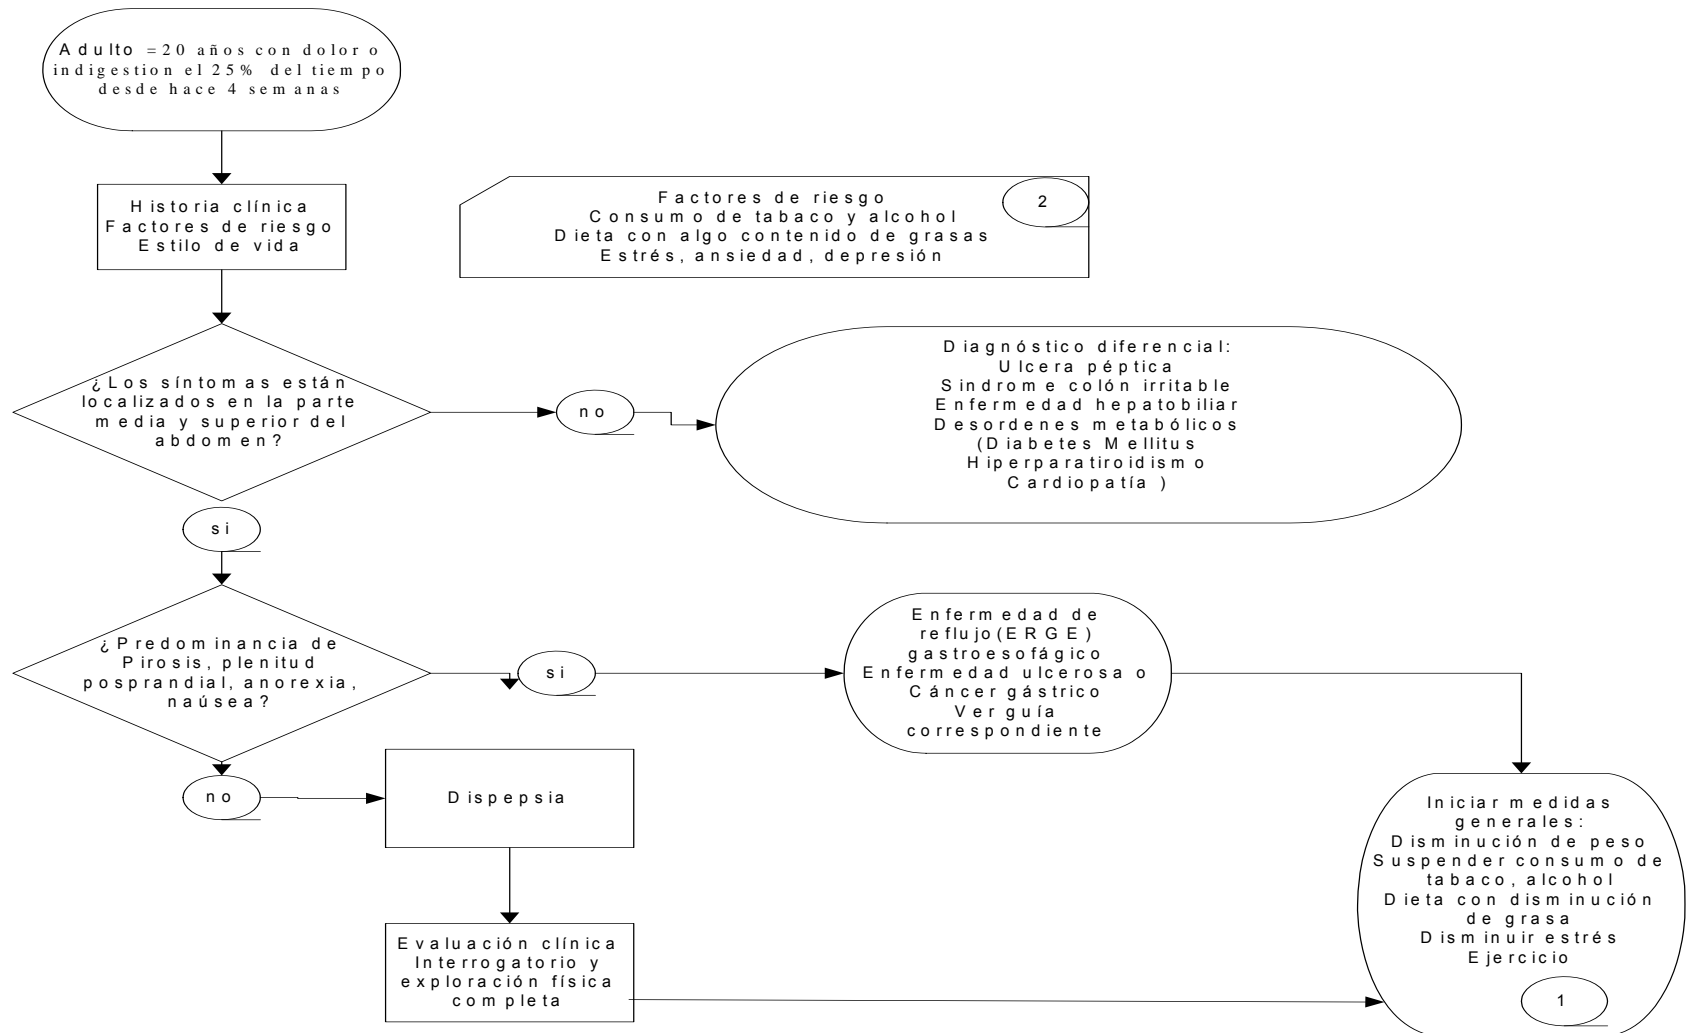 Adulto =20 años con dolor o
indigestion el 25% del tiempo
desde hace 4 semanas
Historia clínica
Factores de riesgo
Estilo de vida
Factores de riesgo
Consumo de tabaco y alcohol
Dieta con algo contenido de grasas
Estrés, ansiedad, depresión
2
¿Los síntomas están
localizados en la parte
media y superior del
abdomen?
no
Diagnóstico diferencial:
Ulcera péptica
Sindrome colón irritable
Enfermedad hepatobiliar
Desordenes metabólicos
(Diabetes Mellitus
Hiperparatiroidismo
Cardiopatía )
si
¿Predominancia de
Pirosis, plenitud
posprandial, anorexia,
naúsea?
si
Enfermedad de
reflujo(ERGE)
gastroesofágico
Enfermedad ulcerosa o
Cáncer gástrico
Ver guía
correspondiente
no
Dispepsia
Iniciar medidas
generales:
Disminución de peso
Suspender consumo de
tabaco, alcohol
Dieta con disminución
de grasa
Disminuir estrés
Ejercicio
1
Evaluación clínica
Interrogatorio y
exploración física
completa